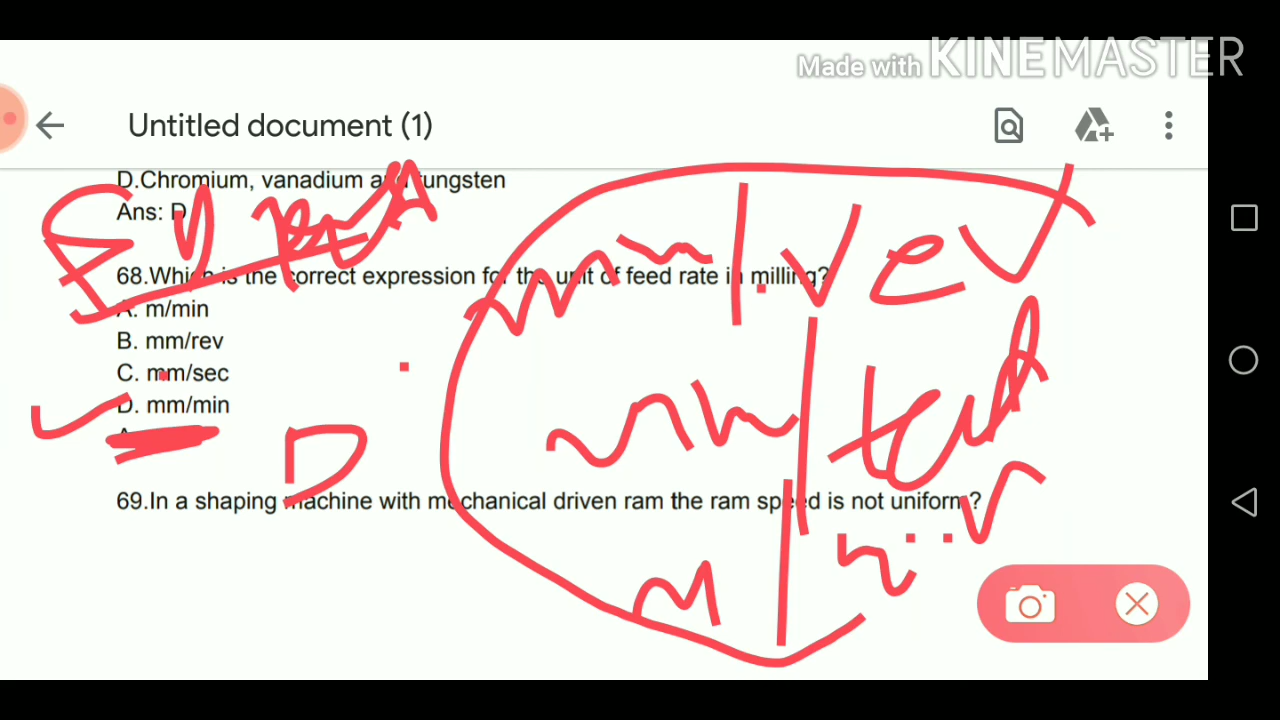 Made with KINEMASTER
Untitled document (1)
D.Chromium, vanadium and tungsten
Ans: D
68.Which is the correct expression for the unit of feed rate in milling?
A. m/min
B. mm/rev
C. mm/sec
D. mm/min
D
69.In a shaping machine with mechanical driven ram the ram speed is not uniform?
mm/rev